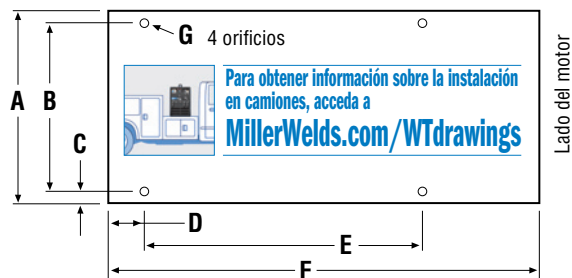 G 4 orificios
A
B
C
Para obtener información sobre la instalación
en camiones, acceda a
MillerWelds.com/WTdrawings
Lado del motor
D
E
F